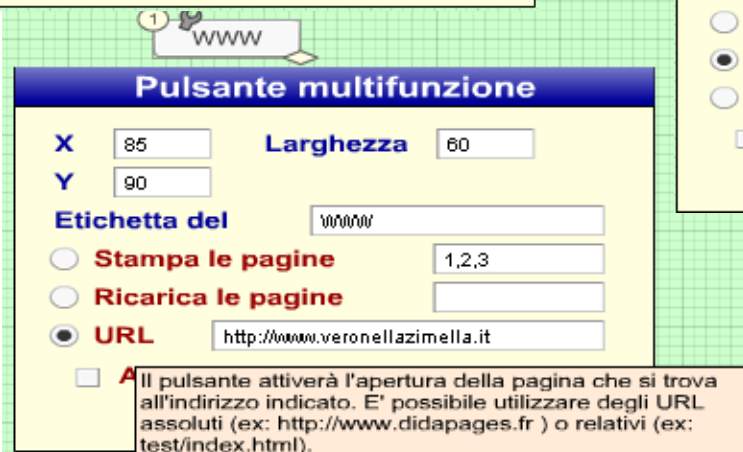 1
www
Pulsante multifunzione
X 85 Larghezza 60
Y 90
Etichetta del www
Stampa le pagine 1,2,3
Ricarica le pagine
URL http://www.veronellazimella.it
A
Il pulsante attiverà l'apertura della pagina che si trova
all'indirizzo indicato. E' possibile utilizzare degli URL
assoluti (ex: http://www.didapages.fr ) o relativi (ex:
test/index.html).